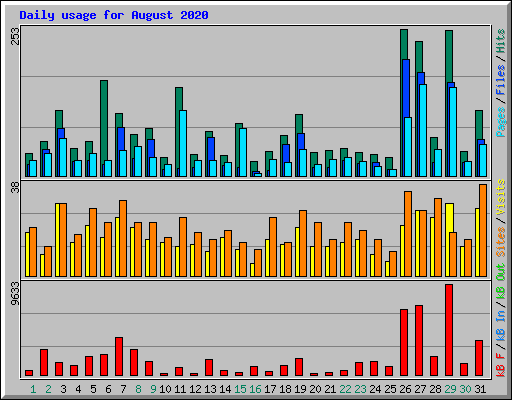 Daily usage for August 2020
253
Pages / Files / Hits
38
Sites / Visits
9633
kB F / kB In / kB Out
1 2 3 4 5 6 7 8 9 10 11 12 13 14 15 16 17 18 19 20 21 22 23 24 25 26 27 28 29 30 31